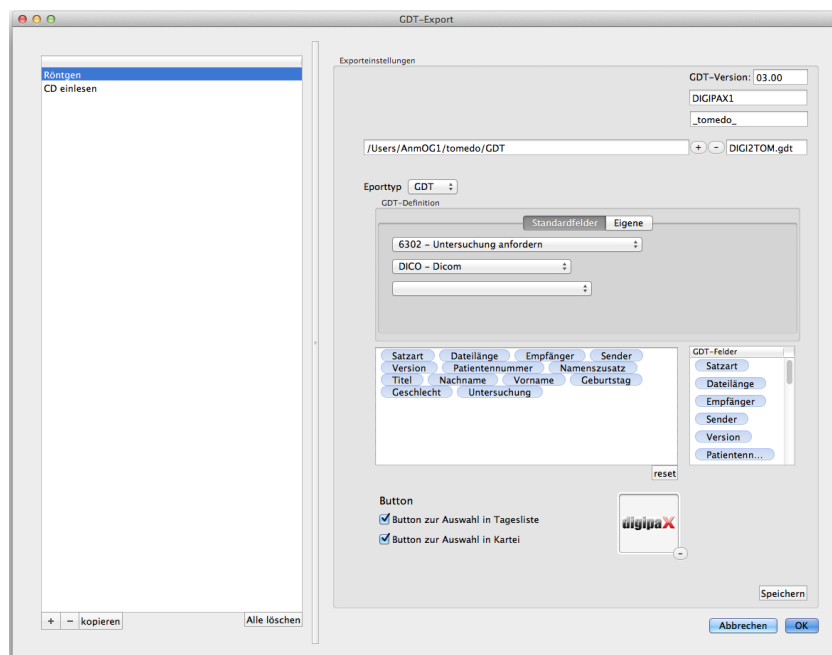 GDT-Export
Röntgen
CD einlesen
Exporteinstellungen
GDT-Version: 03.00
DIGIPAX1
_tomedo_
/Users/AnmOG1/tomedo/GDT + - DIGI2TOM.gdt
Eporttyp GDT
GDT-Definition
Standardfelder Eigene
6302 - Untersuchung anfordern
DICO - Dicom
Satzart Dateilänge Empfänger Sender
Version Patientennummer Namenszusatz
Titel Nachname Vorname Geburtstag
Geschlecht Untersuchung
GDT-Felder
Satzart
Dateilänge
Empfänger
Sender
Version
Patientenn...
reset
Button
Button zur Auswahl in Tagesliste
Button zur Auswahl in Kartei
digipaX
-
Speichern
+ - kopieren Alle löschen
Abbrechen OK